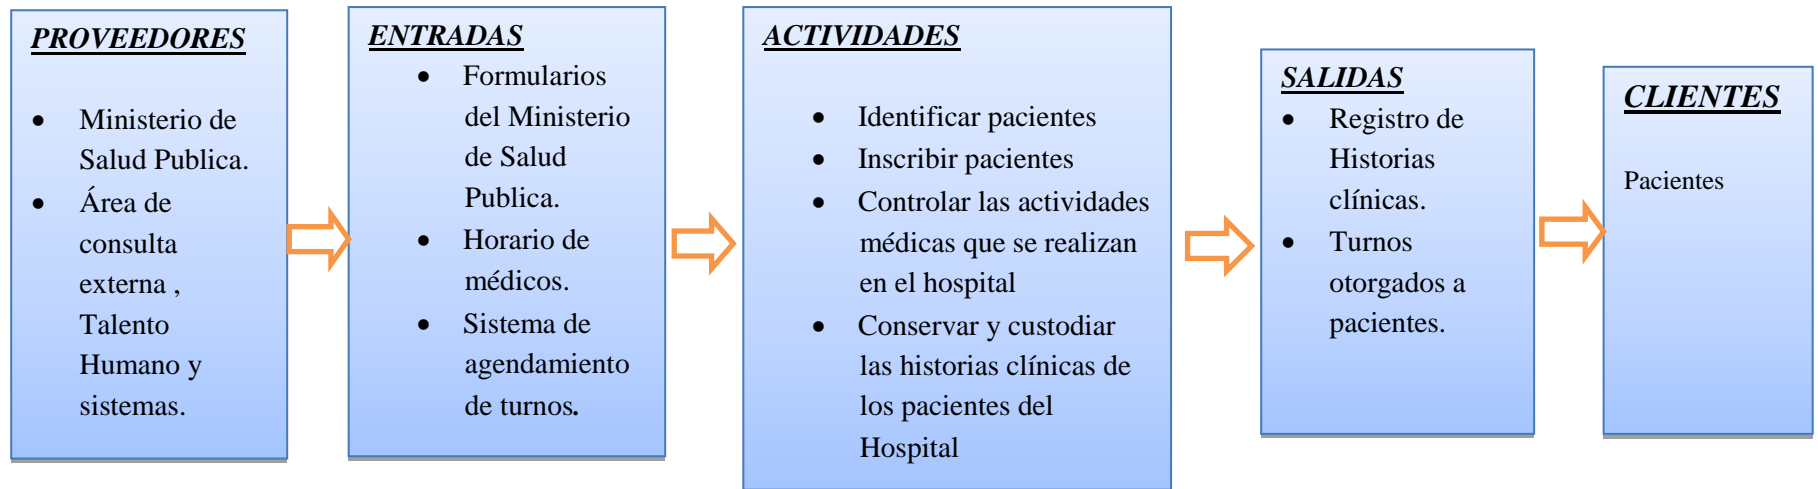 PROVEEDORES
• Ministerio de
Salud Publica.
• Área de
consulta
externa ,
Talento
Humano y
sistemas.
ENTRADAS
• Formularios
del Ministerio
de Salud
Publica.
• Horario de
médicos.
• Sistema de
agendamiento
de turnos.
ACTIVIDADES
• Identificar pacientes
• Inscribir pacientes
• Controlar las actividades
médicas que se realizan
en el hospital
• Conservar y custodiar
las historias clínicas de
los pacientes del
Hospital
SALIDAS
• Registro de
Historias
clínicas.
• Turnos
otorgados a
pacientes.
CLIENTES
Pacientes